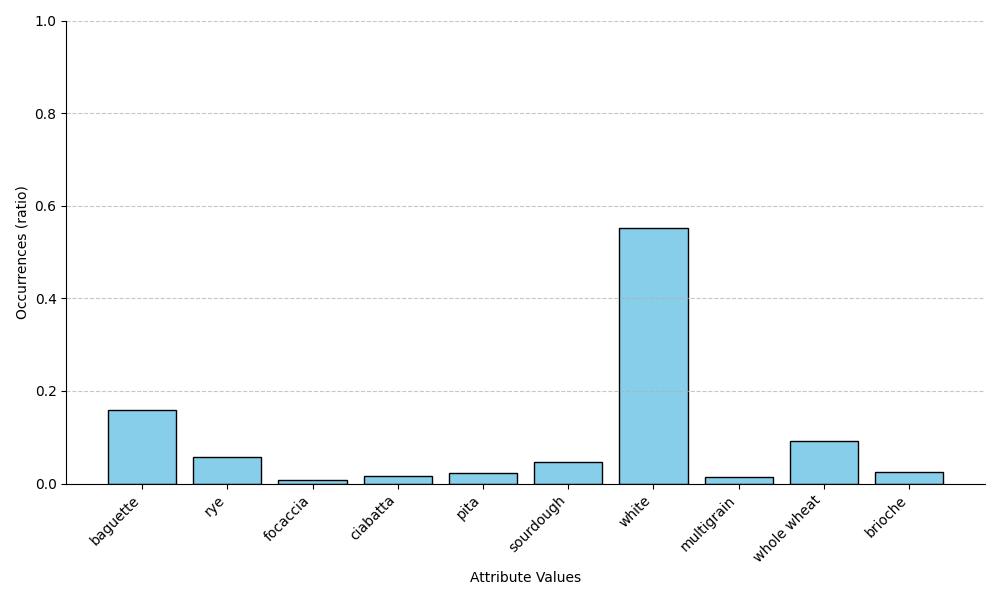 1.0
0.8
0.6
0.4
0.2
0.0
Occurrences (ratio)
baguette
rye
focaccia
ciabatta
pita
sourdough
white
multigrain
whole wheat
brioche
Attribute Values